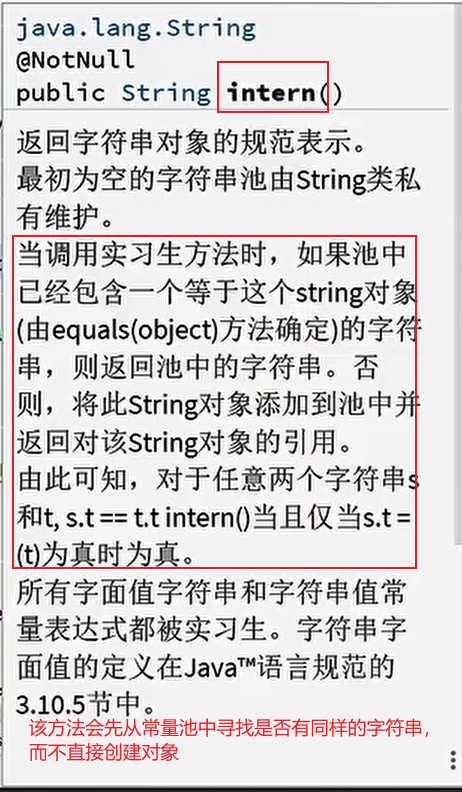 java.lang.String
@NotNull
public String intern()
返回字符串对象的规范表示。
最初为空的字符串池由String类私
有维护。
当调用实习生方法时，如果池中
已经包含一个等于这个string对象
(由equals(object)方法确定)的字符
串，则返回池中的字符串。否
则，将此String对象添加到池中并
返回对该String对象的引用。
由此可知，对于任意两个字符串s
和t, s.t == t.t intern()当且仅当s.t =
(t)为真时为真。
所有字面值字符串和字符串值常
量表达式都被实习生。字符串字
面值的定义在Java™语言规范的
3.10.5节中。
该方法会先从常量池中寻找是否有同样的字符串，
而不直接创建对象